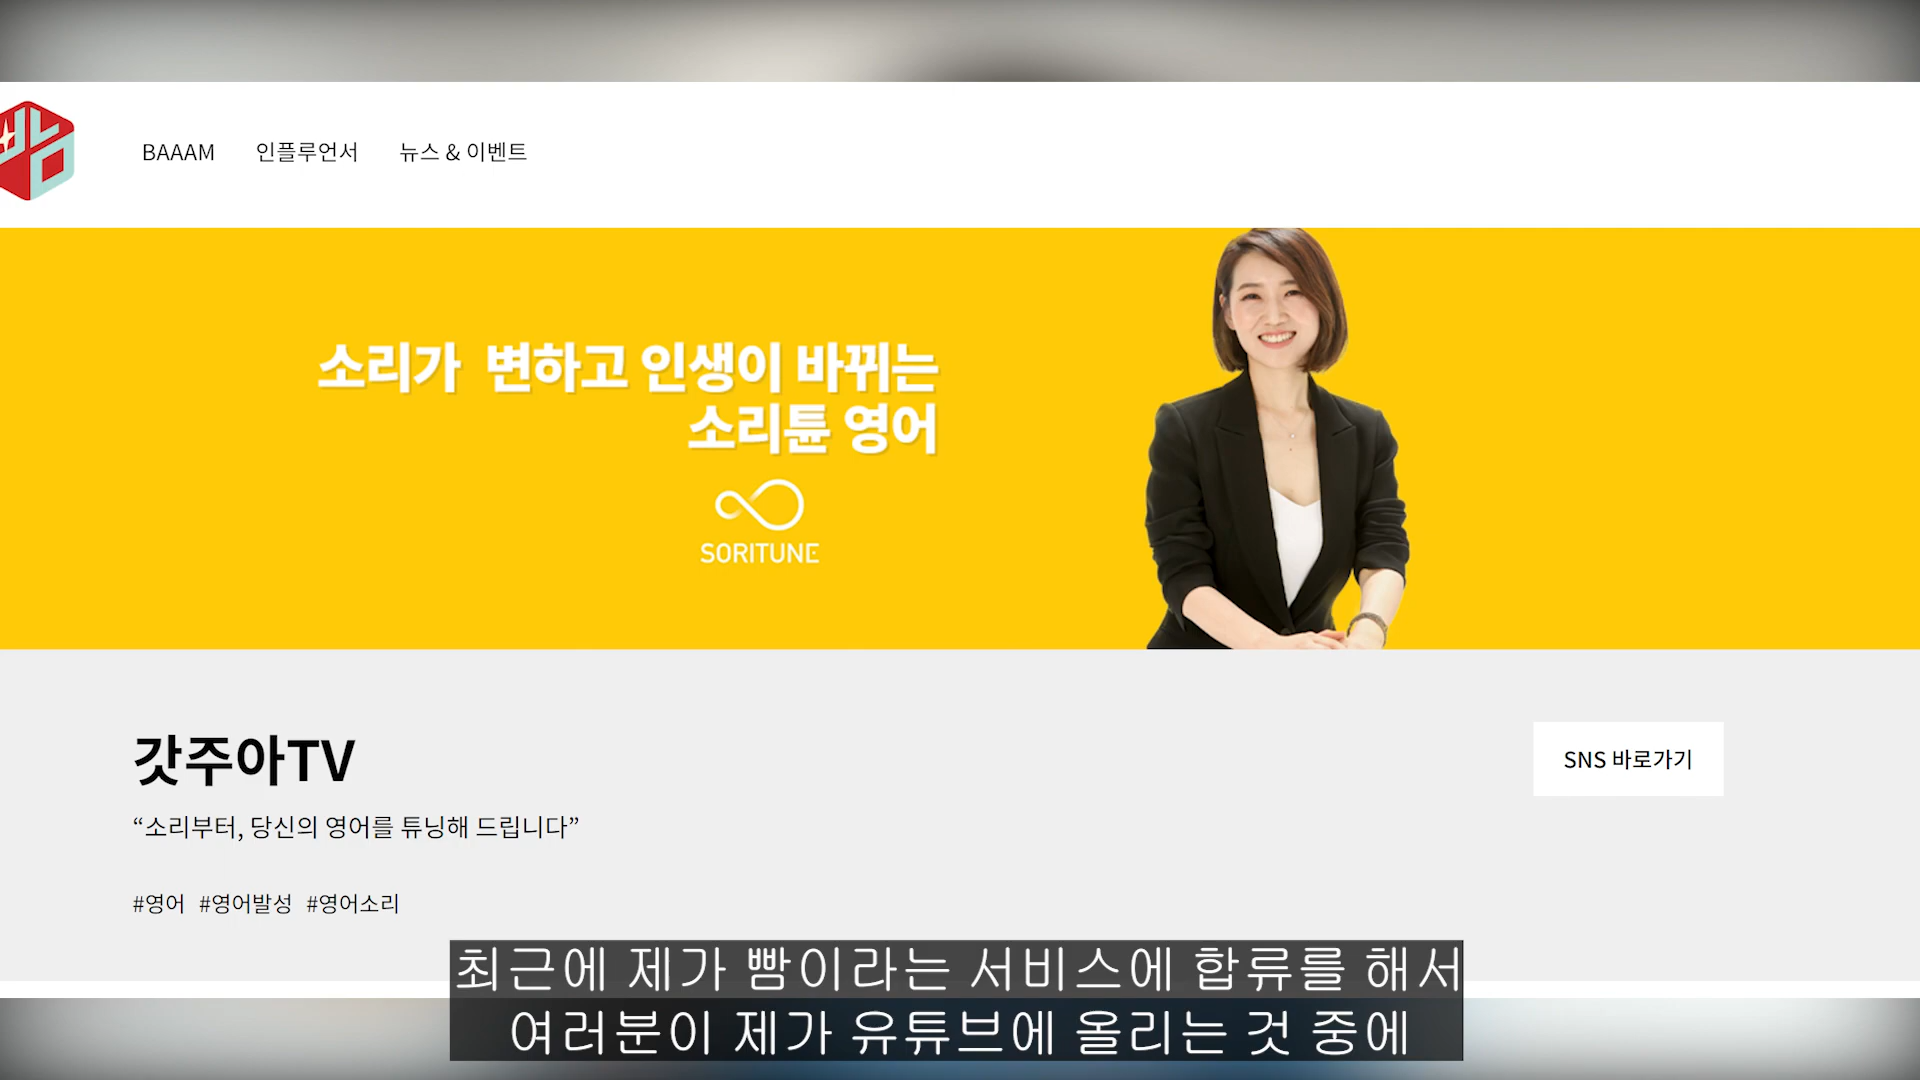 BAAAM 인플루언서 뉴스 & 이벤트
소리가 변하고 인생이 바뀌는
소리튠 영어
SORITUNE
갓주아TV
SNS 바로가기
“소리부터, 당신의 영어를 튜닝해 드립니다”
#영어 #영어발성 #영어소리
최근에 제가 빰이라는 서비스에 합류를 해서
여러분이 제가 유튜브에 올리는 것 중에